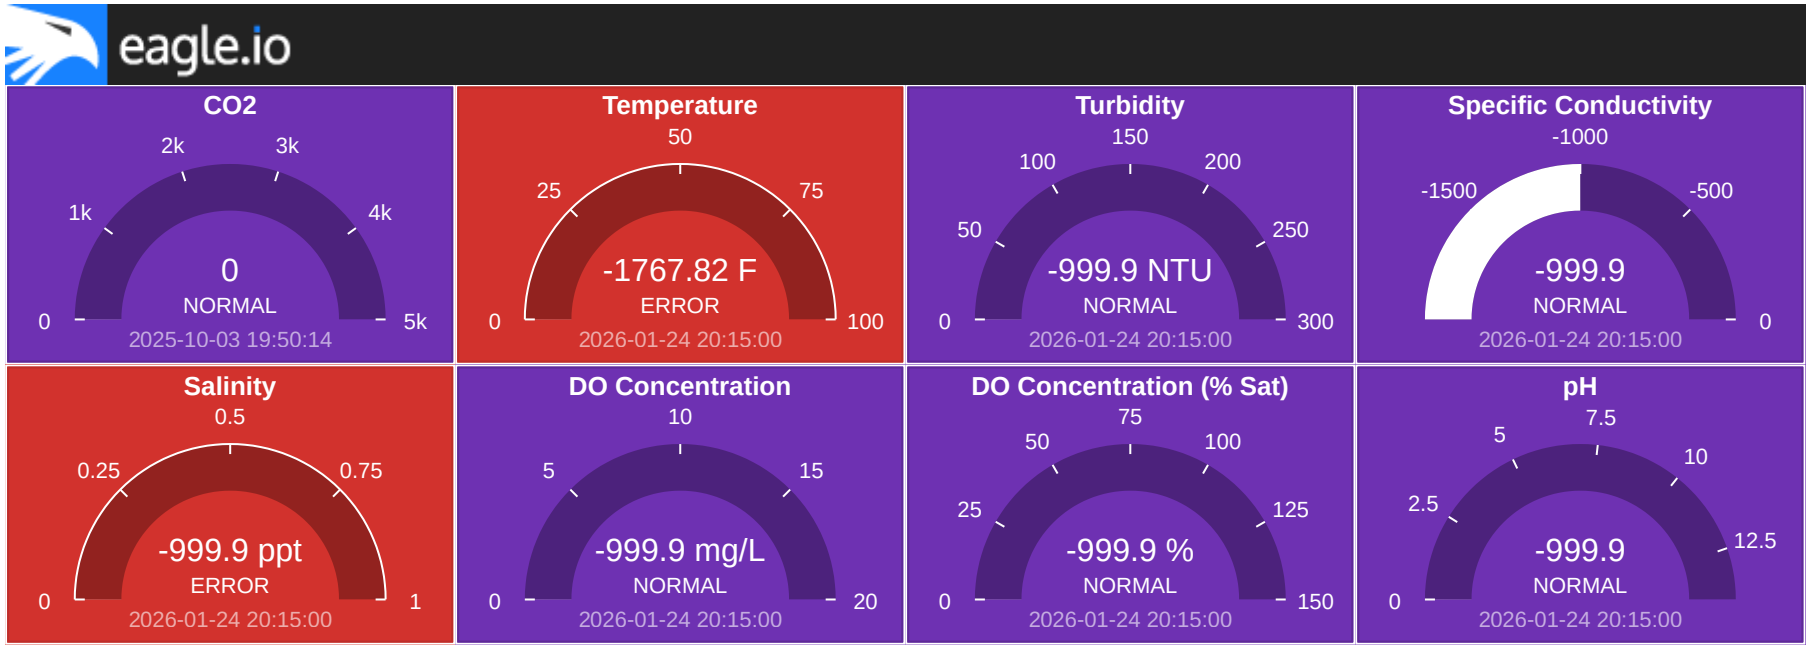 eagle.io
CO2
0
1k
2k
3k
4k
5k
0
NORMAL
2025-10-03 19:50:14
Temperature
0
25
50
75
100
-1767.82 F
ERROR
2026-01-24 20:15:00
Turbidity
0
50
100
150
200
250
300
-999.9 NTU
NORMAL
2026-01-24 20:15:00
Specific Conductivity
-1500
-1000
-500
0
-999.9
NORMAL
2026-01-24 20:15:00
Salinity
0
0.25
0.5
0.75
1
-999.9 ppt
ERROR
2026-01-24 20:15:00
DO Concentration
0
5
10
15
20
-999.9 mg/L
NORMAL
2026-01-24 20:15:00
DO Concentration (% Sat)
0
25
50
75
100
125
150
-999.9 %
NORMAL
2026-01-24 20:15:00
pH
0
2.5
5
7.5
10
12.5
-999.9
NORMAL
2026-01-24 20:15:00